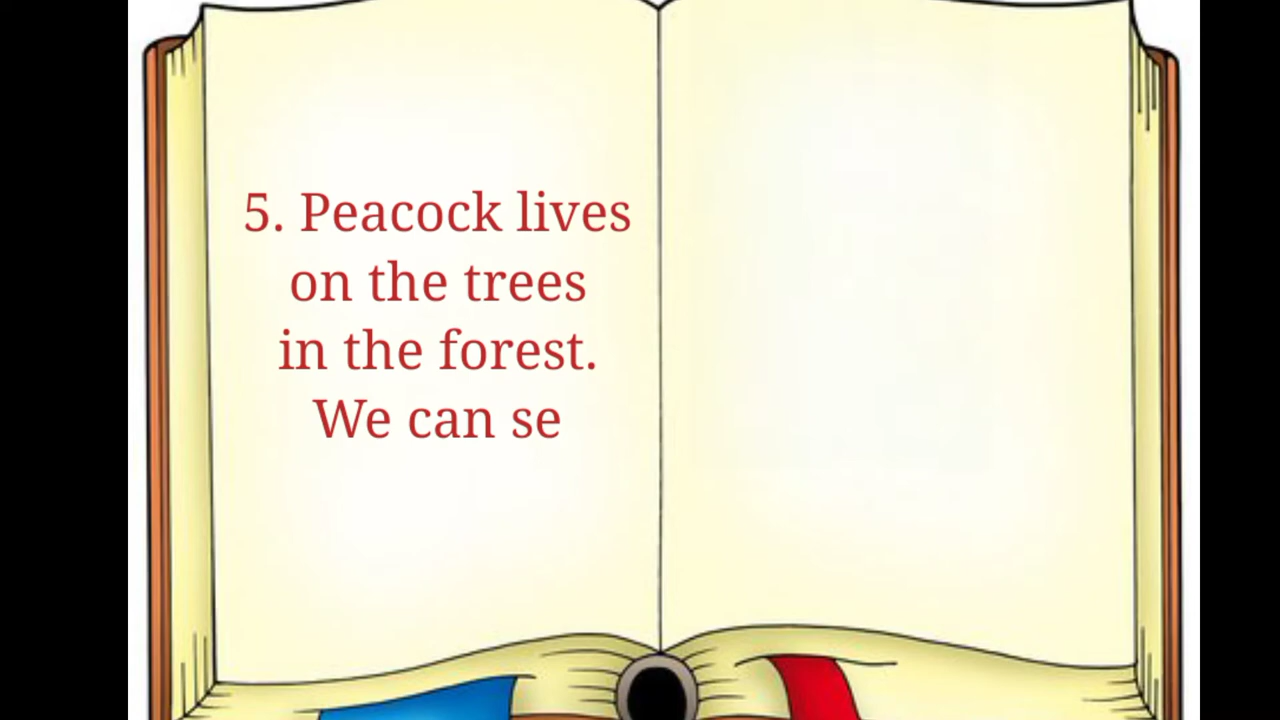 5. Peacock lives
on the trees
in the forest.
We can se